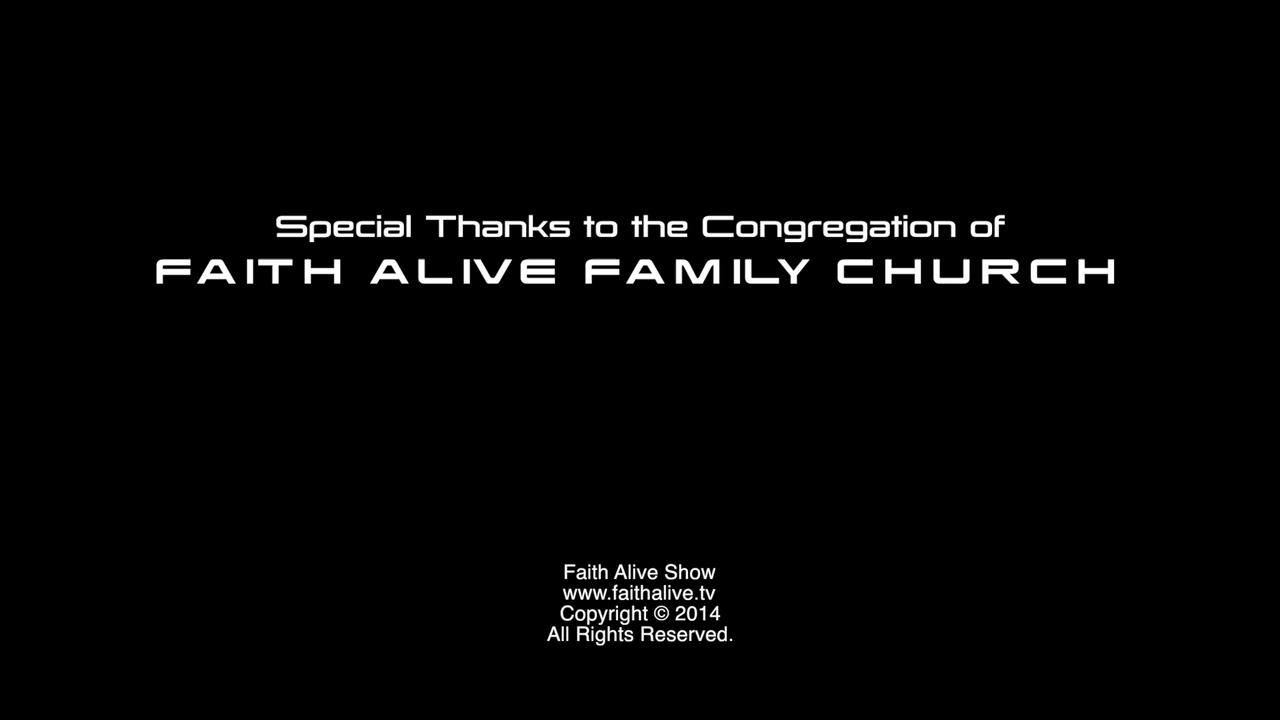 Special Thanks to the Congregation of
FAITH ALIVE FAMILY CHURCH
Faith Alive Show
www.faithalive.tv
Copyright © 2014
All Rights Reserved.